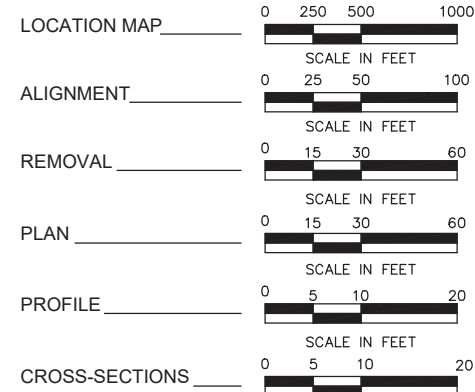 0 250 500 1000
LOCATION MAP
SCALE IN FEET
0 25 50 100
ALIGNMENT
SCALE IN FEET
0 15 30 60
REMOVAL
SCALE IN FEET
0 15 30 60
PLAN
SCALE IN FEET
0 5 10 20
PROFILE
SCALE IN FEET
0 5 10 20
CROSS-SECTIONS